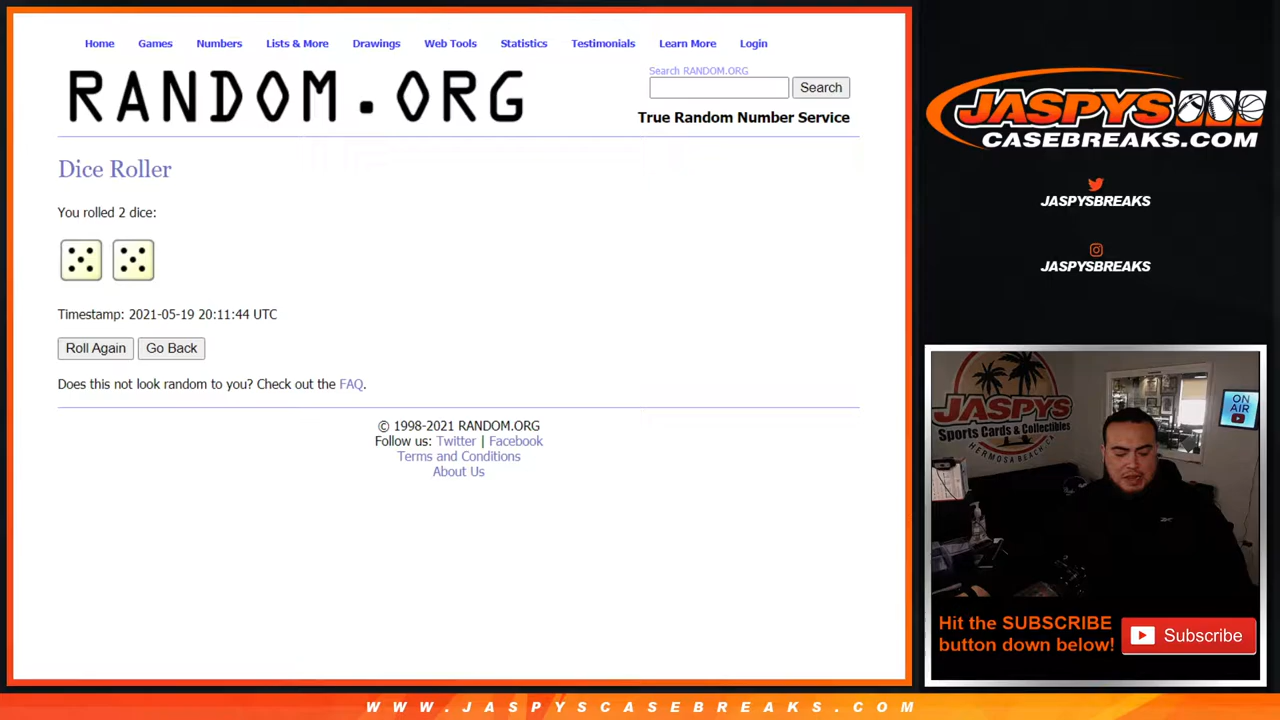 Home Games Numbers Lists & More Drawings Web Tools Statistics Testimonials Learn More Login
RANDOM.ORG
Search RANDOM.ORG
Search
True Random Number Service
Dice Roller
You rolled 2 dice:
Timestamp: 2021-05-19 20:11:44 UTC
Roll Again Go Back
Does this not look random to you? Check out the FAQ.
© 1998-2021 RANDOM.ORG
Follow us: Twitter | Facebook
Terms and Conditions
About Us
JASPYS
CASEBREAKS.COM
JASPYSBREAKS
JASPYSBREAKS
JASPYS
Sports Cards & Collectibles
HERMOSA BEACH, CA
ON
AIR
Hit the SUBSCRIBE
button down below!
Subscribe
WWW.JASPYSCASEBREAKS.COM